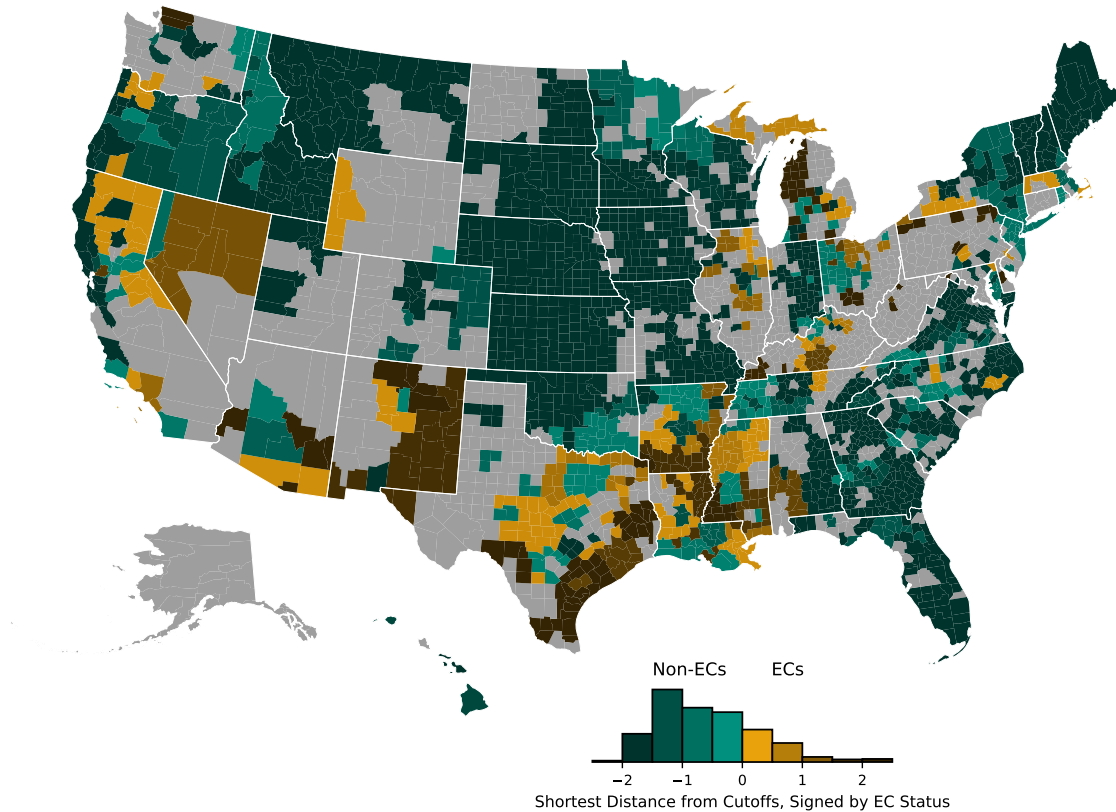 Non-ECs ECs
−2 −1 0 1 2
Shortest Distance from Cutoffs, Signed by EC Status